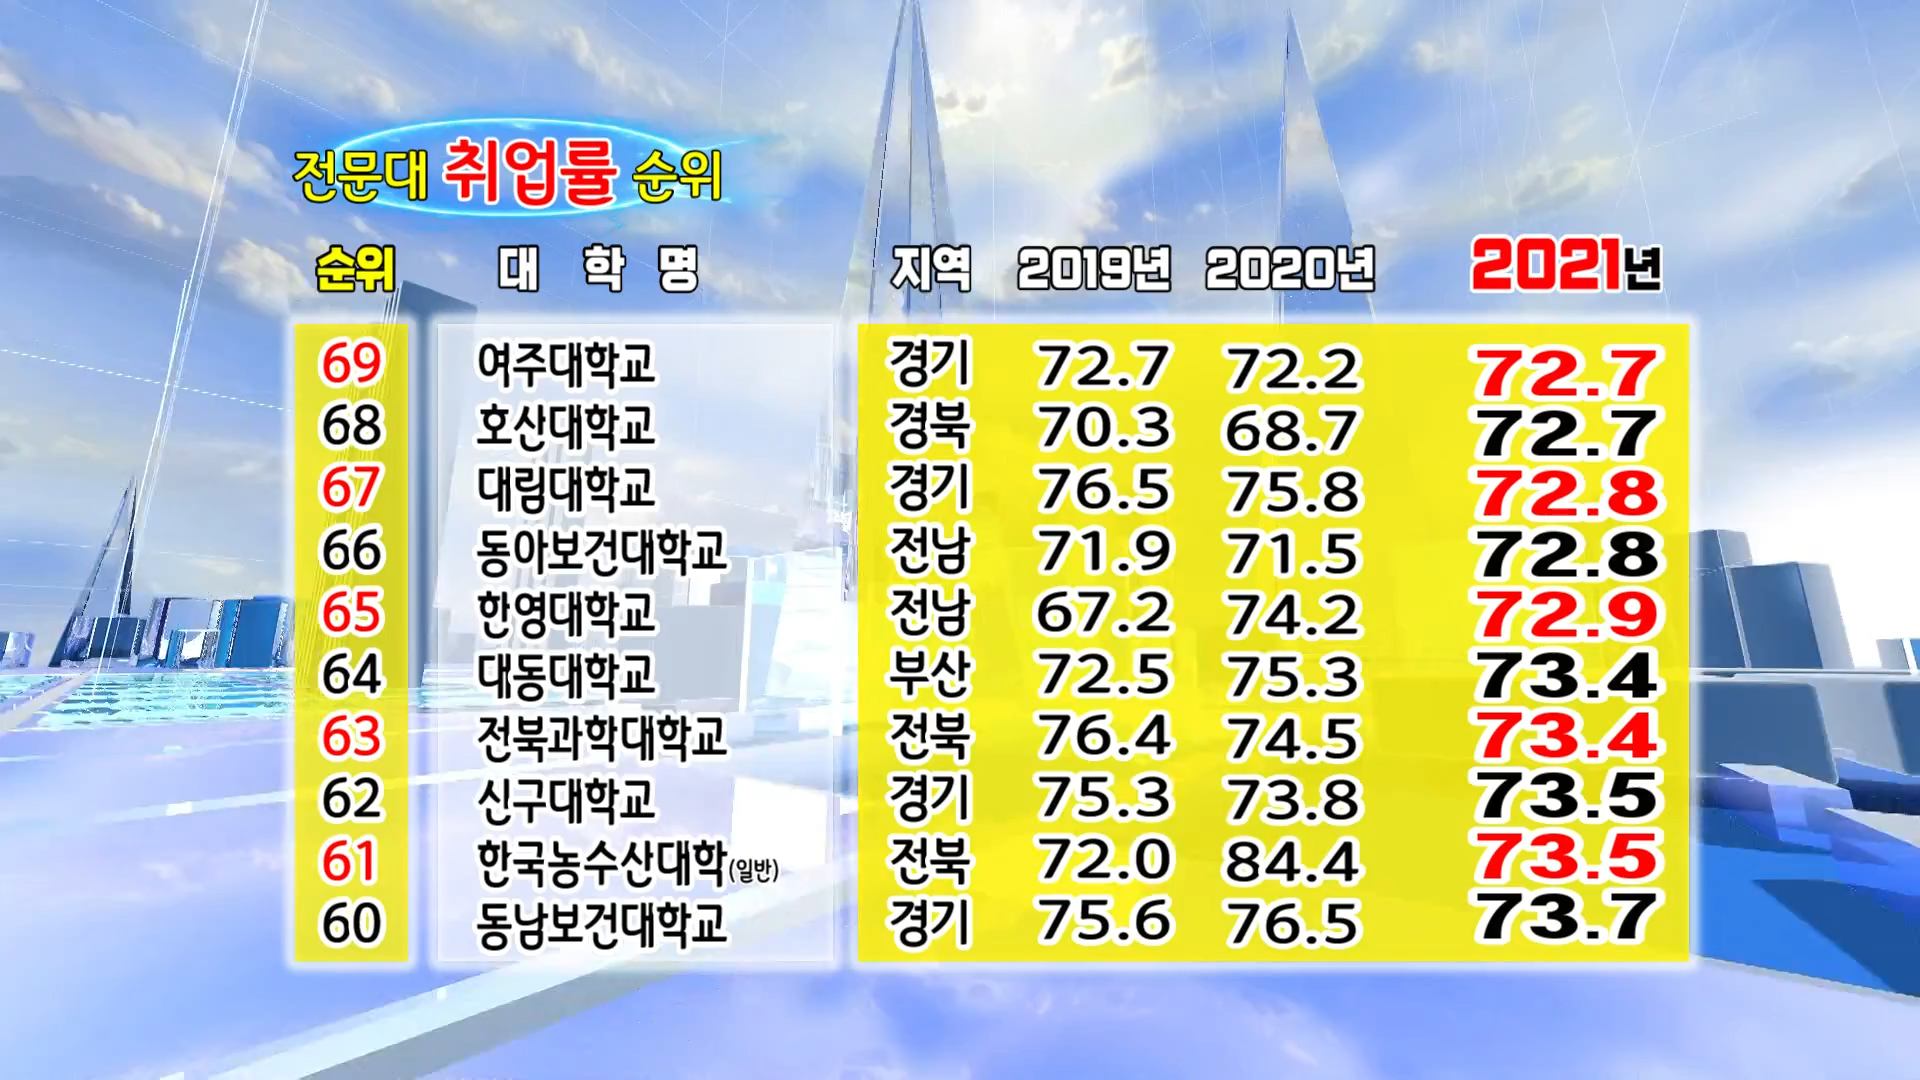 전문대 취업률 순위
순위 대 학 명 지역 2019년 2020년 2021년
69 여주대학교 경기 72.7 72.2 72.7
68 호산대학교 경북 70.3 68.7 72.7
67 대림대학교 경기 76.5 75.8 72.8
66 동아보건대학교 전남 71.9 71.5 72.8
65 한영대학교 전남 67.2 74.2 72.9
64 대동대학교 부산 72.5 75.3 73.4
63 전북과학대학교 전북 76.4 74.5 73.4
62 신구대학교 경기 75.3 73.8 73.5
61 한국농수산대학(일반) 전북 72.0 84.4 73.5
60 동남보건대학교 경기 75.6 76.5 73.7